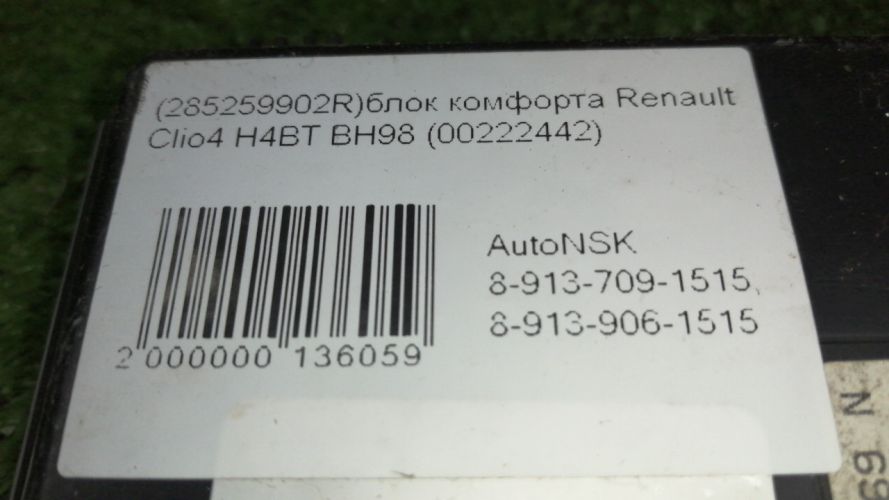 (285259902R)блок комфорта Renault
Clio4 H4BT BH98 (00222442)
AutoNSK
8-913-709-1515,
8-913-906-1515
2 000000 136059
69 N